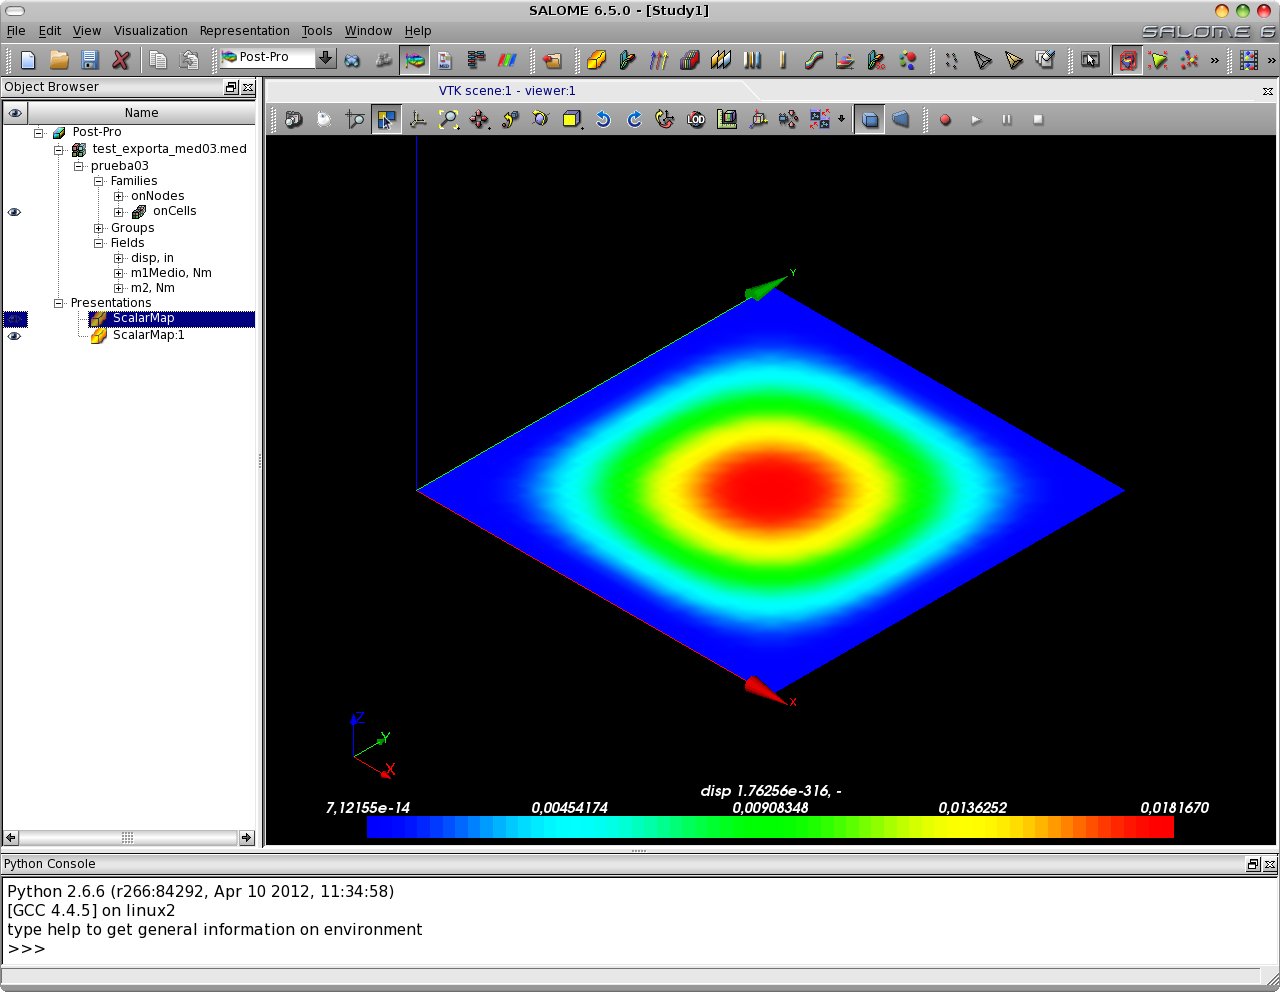 SALOME 6.5.0 - [Study1]
File Edit View Visualization Representation Tools Window Help
SALOME 6
Post-Pro
»
»
Object Browser
VTK scene:1 - viewer:1
Name
LOD
Post-Pro
test_exporta_med03.med
prueba03
Families
onNodes
onCells
Groups
Fields
disp, in
m1Medio, Nm
m2, Nm
Presentations
ScalarMap
ScalarMap:1
Y
X
Z
Y
X
disp 1.76256e-316, -
7,12155e-14 0,00454174 0,00908348 0,0136252 0,0181670
Python Console
Python 2.6.6 (r266:84292, Apr 10 2012, 11:34:58)
[GCC 4.4.5] on linux2
type help to get general information on environment
>>>